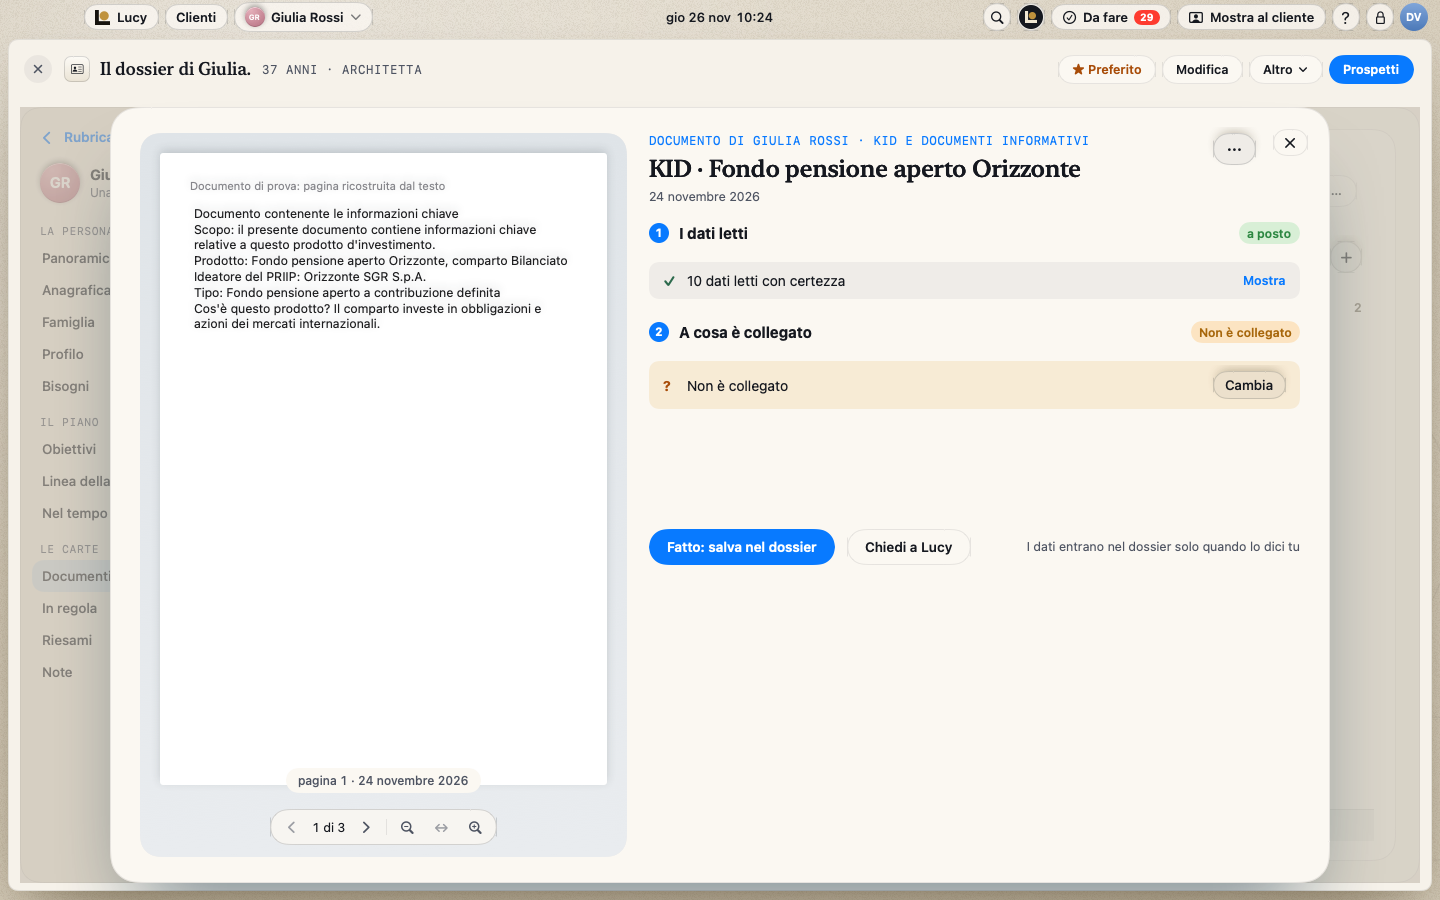 Lucy
Clienti
GR Giulia Rossi
gio 26 nov 10:24
Da fare 29
Mostra al cliente
?
DV
Il dossier di Giulia.
37 ANNI · ARCHITETTA
Preferito
Modifica
Altro
Prospetti
Rubrica
GR
LA PERSONA
Anagrafica
Famiglia
Profilo
Bisogni
IL PIANO
Obiettivi
Linea della
Nel tempo
LE CARTE
Documenti
In regola
Riesami
Note
2
Documento di prova: pagina ricostruita dal testo
Documento contenente le informazioni chiave
Scopo: il presente documento contiene informazioni chiave
relative a questo prodotto d'investimento.
Prodotto: Fondo pensione aperto Orizzonte, comparto Bilanciato
Ideatore del PRIIP: Orizzonte SGR S.p.A.
Tipo: Fondo pensione aperto a contribuzione definita
Cos'è questo prodotto? Il comparto investe in obbligazioni e
azioni dei mercati internazionali.
pagina 1 · 24 novembre 2026
1 di 3
DOCUMENTO DI GIULIA ROSSI · KID E DOCUMENTI INFORMATIVI
KID · Fondo pensione aperto Orizzonte
24 novembre 2026
1 I dati letti
a posto
10 dati letti con certezza
Mostra
2 A cosa è collegato
Non è collegato
? Non è collegato
Cambia
Fatto: salva nel dossier
Chiedi a Lucy
I dati entrano nel dossier solo quando lo dici tu